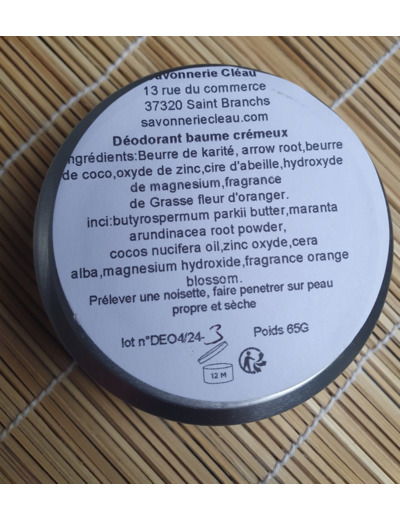 Savonnerie Cléau
13 rue du commerce
37320 Saint Branchs
savonneriecleau.com
Déodorant baume crémeux
ingrédients:Beurre de karité, arrow root,beurre
de coco,oxyde de zinc,cire d'abeille,hydroxyde
de magnesium,fragrance
de Grasse fleur d'oranger.
inci:butyrospermum parkii butter,maranta
arundinacea root powder,
cocos nucifera oil,zinc oxyde,cera
alba,magnesium hydroxide,fragrance orange
blossom.
Prélever une noisette, faire penetrer sur peau
propre et sèche
lot n°DEO4/24-3 Poids 65G
12 M